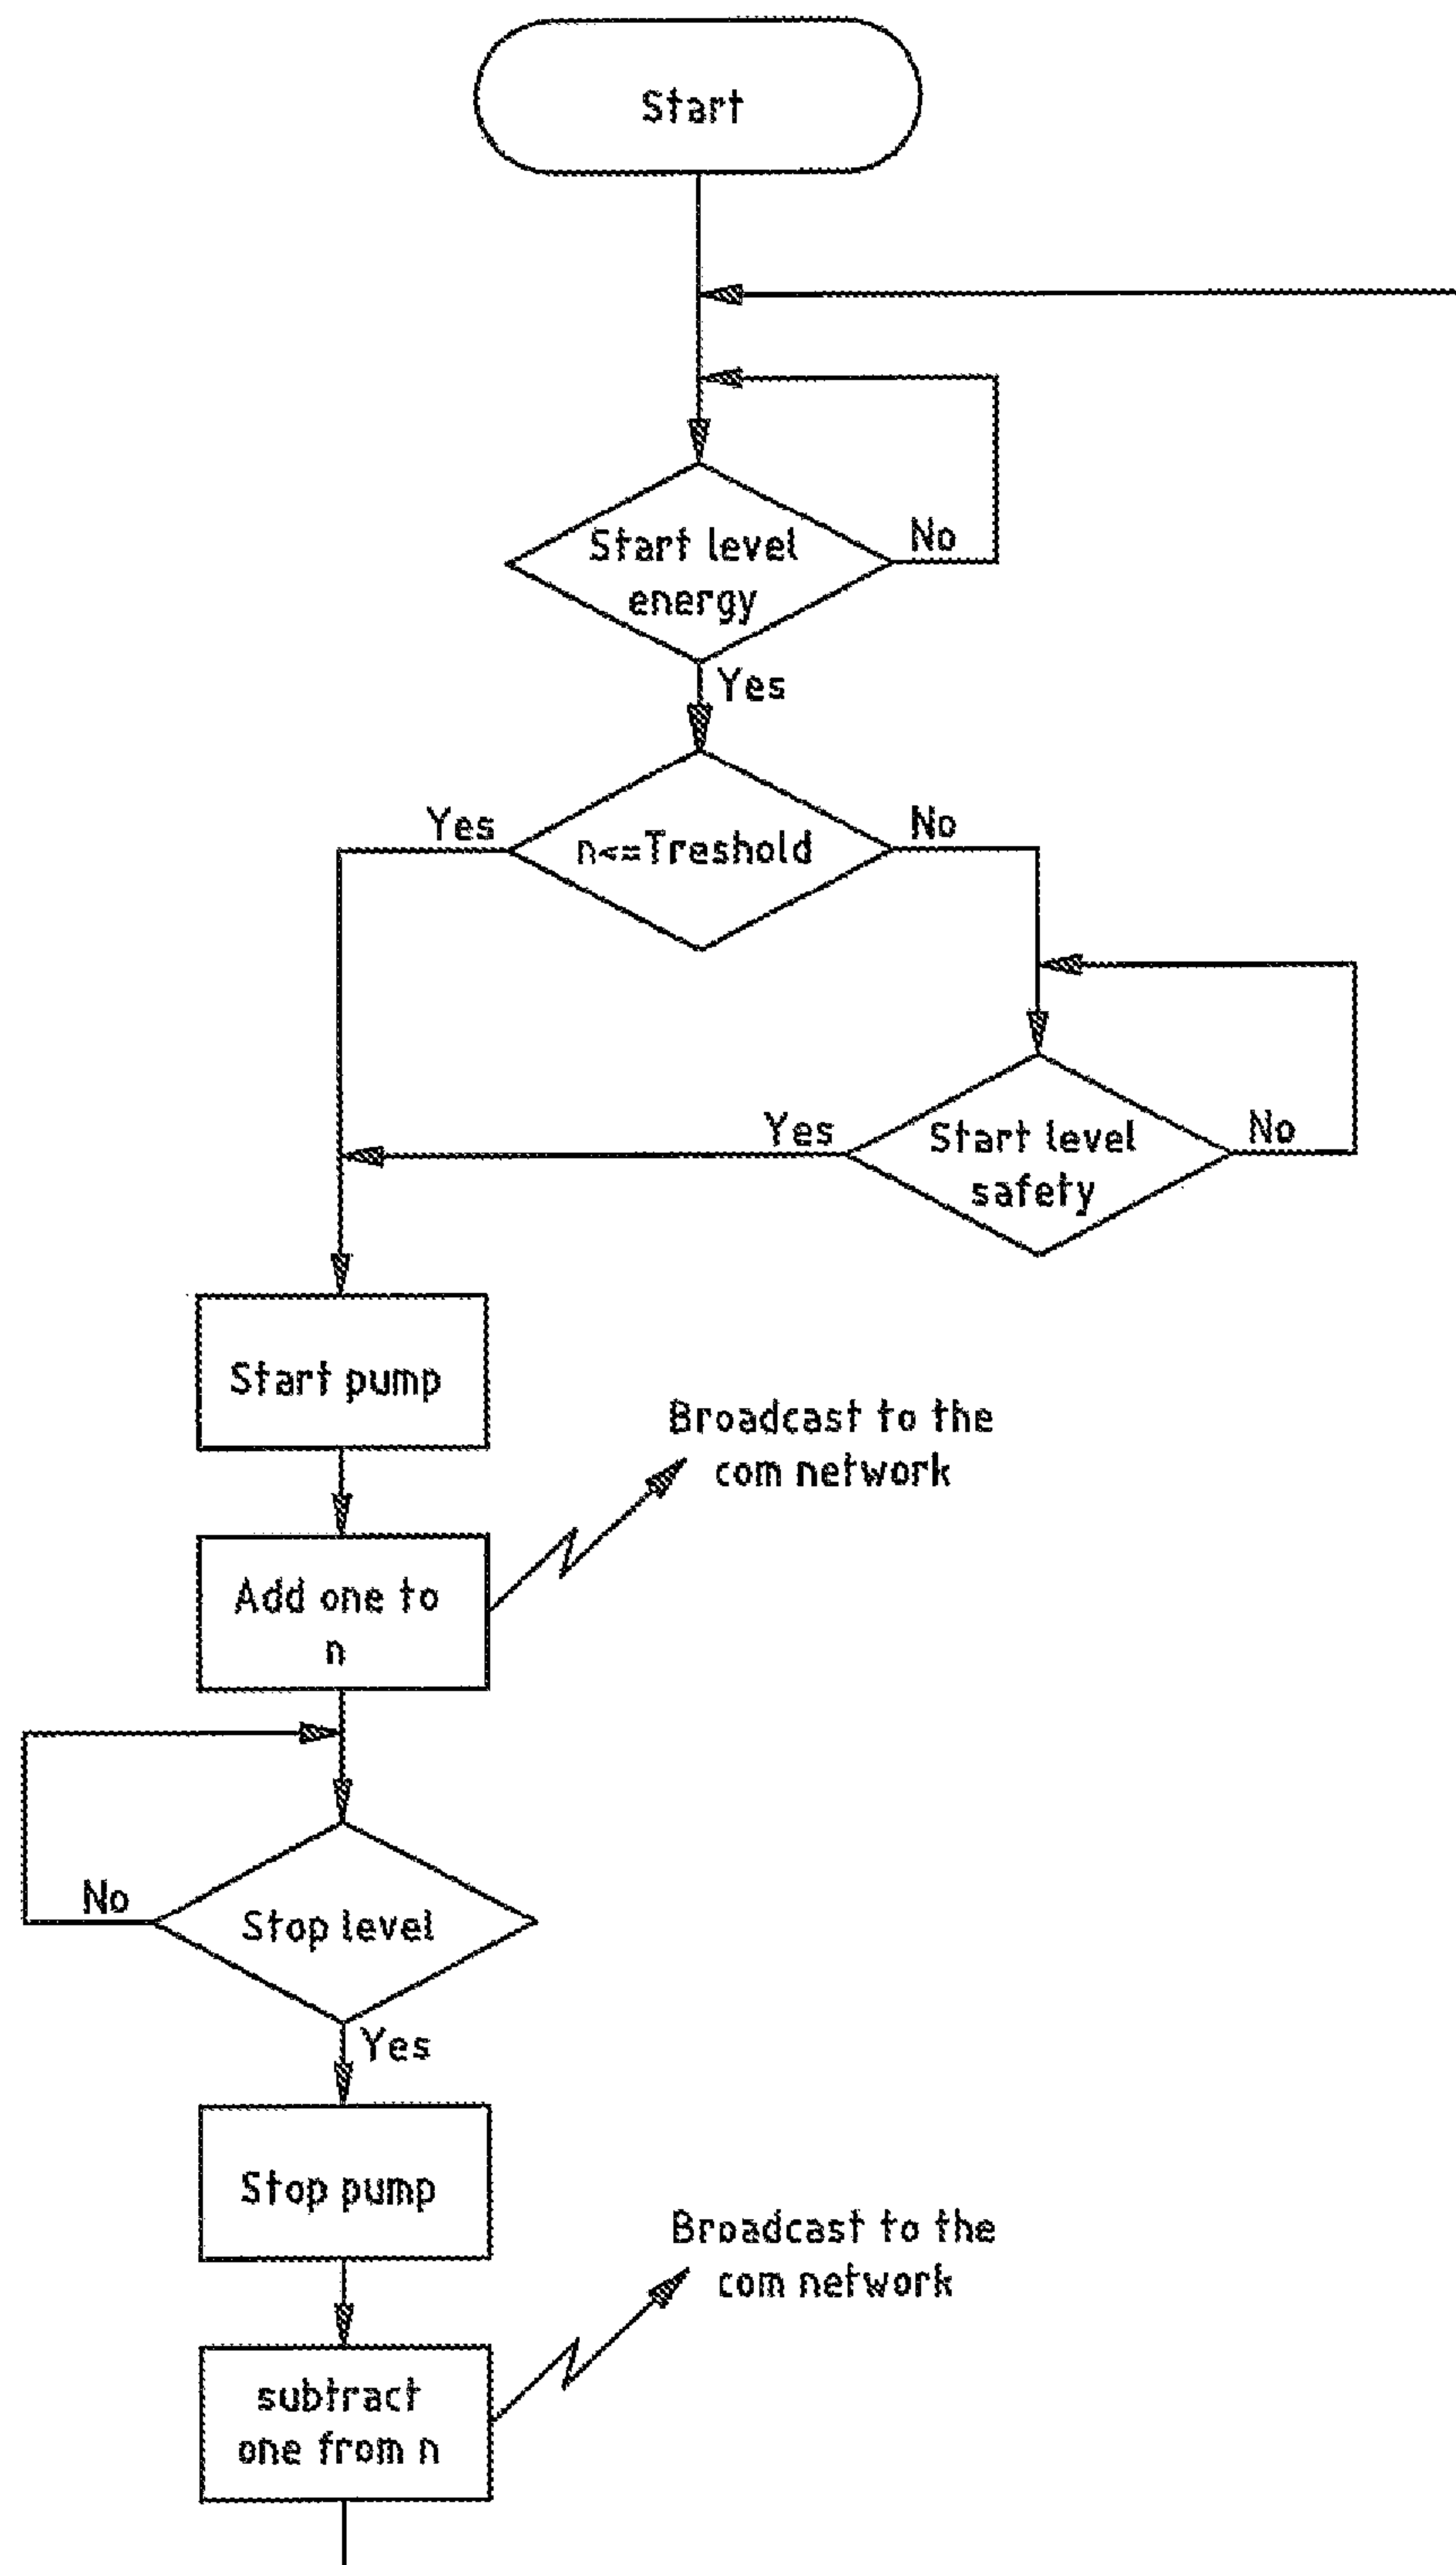 Start
Start level
energy
No
Yes
Yes
n<=Treshold
No
Yes
Start level
safety
No
Start pump
Broadcast to the
com network
Add one to
n
No
Stop level
Yes
Stop pump
Broadcast to the
com network
subtract
one from n